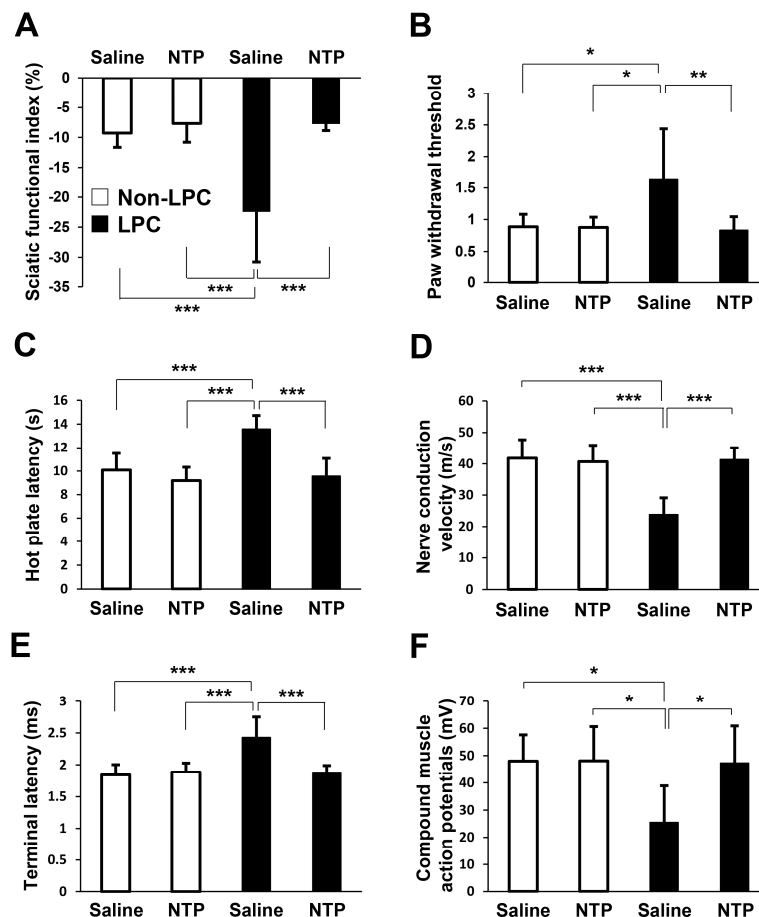 A
Saline NTP Saline NTP
Sciatic functional index (%)
0
-5
-10
-15
-20
-25
-30
-35
Non-LPC
LPC
*** ***
***
B
*
* **
Paw withdrawal threshold
3
2.5
2
1.5
1
0.5
0
Saline NTP Saline NTP
C
***
*** ***
Hot plate latency (s)
16
14
12
10
8
6
4
2
0
Saline NTP Saline NTP
D
***
*** ***
Nerve conduction
velocity (m/s)
60
50
40
30
20
10
0
Saline NTP Saline NTP
E
***
*** ***
Terminal latency (ms)
3
2.5
2
1.5
1
0.5
0
Saline NTP Saline NTP
F
*
* *
Compound muscle
action potentials (mV)
70
60
50
40
30
20
10
0
Saline NTP Saline NTP